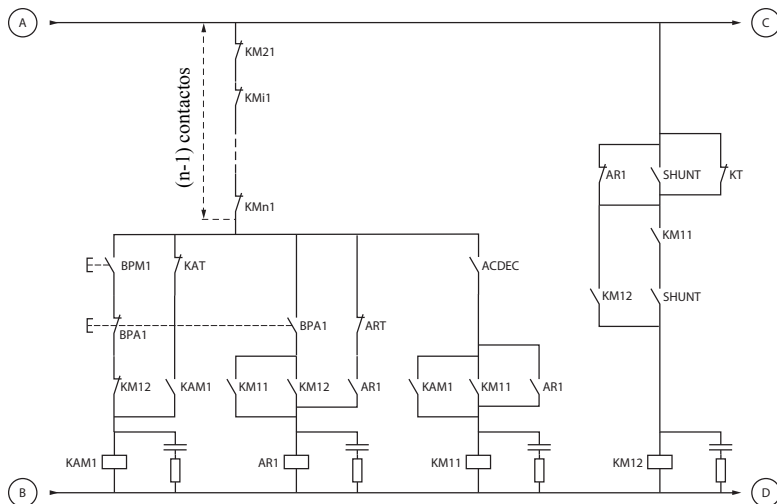 A
C
KM21
KMi1
(n-1) contactos
KMn1
AR1
SHUNT
KT
KM11
KM12
SHUNT
BPM1
KAT
ACDEC
BPA1
BPA1
ART
KM12
KAM1
KM11
KM12
AR1
KAM1
KM11
AR1
KAM1
AR1
KM11
KM12
B
D